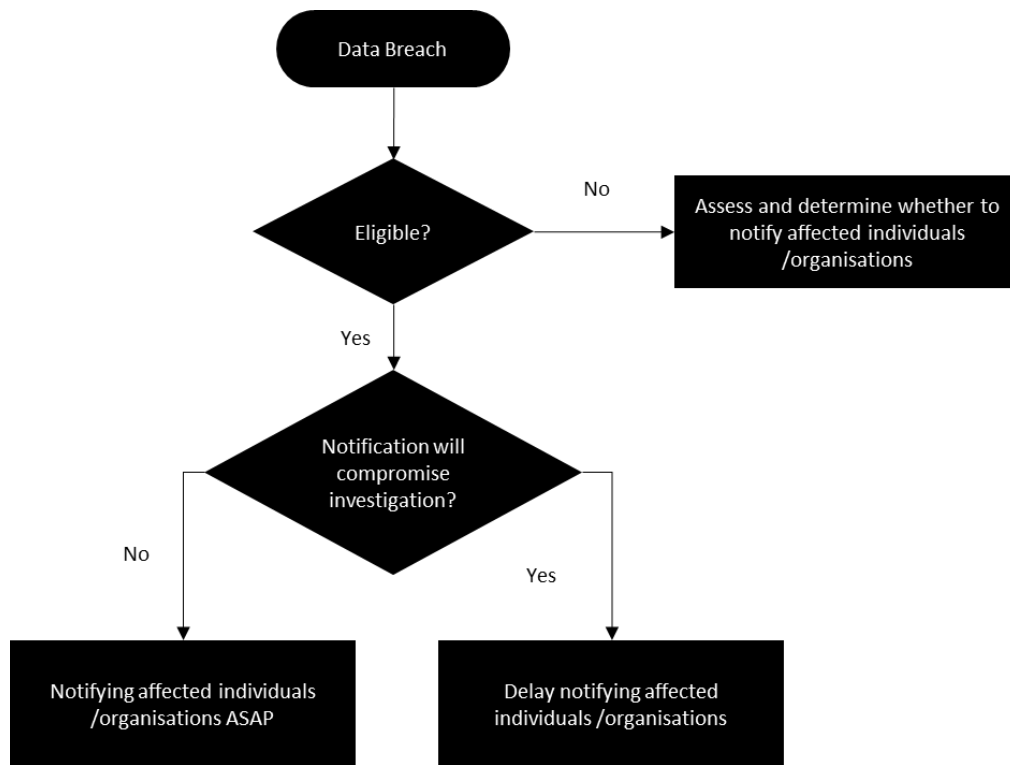 Data Breach
Eligible?
No
Assess and determine whether to
notify affected individuals
/organisations
Yes
Notification will
compromise
investigation?
No
Yes
Notifying affected individuals
/organisations ASAP
Delay notifying affected
individuals /organisations